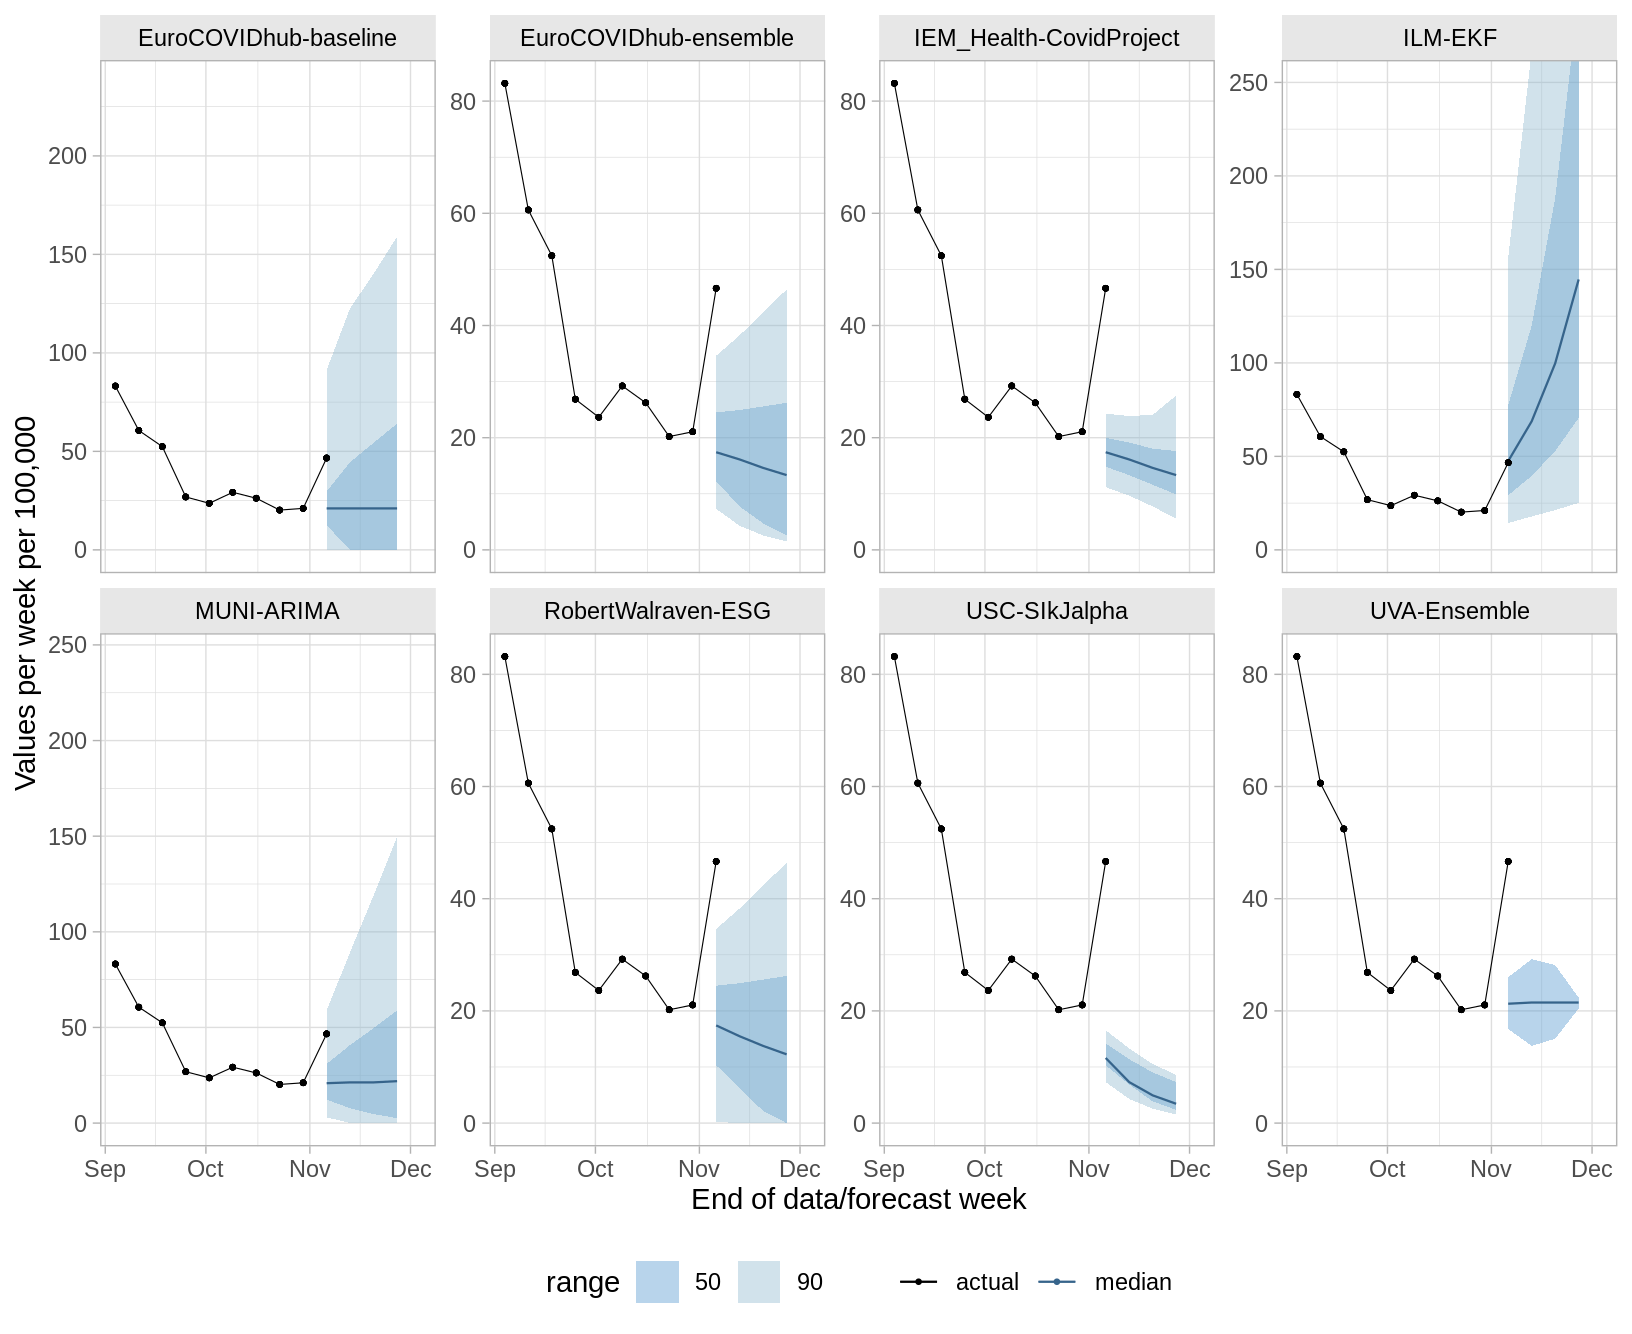 EuroCOVIDhub-baseline
EuroCOVIDhub-ensemble
IEM_Health-CovidProject
ILM-EKF
200
150
100
50
0
80
60
40
20
0
80
60
40
20
0
250
200
150
100
50
0
Values per week per 100,000
MUNI-ARIMA
RobertWalraven-ESG
USC-SIkJalpha
UVA-Ensemble
250
200
150
100
50
0
80
60
40
20
0
80
60
40
20
0
80
60
40
20
0
Sep Oct Nov Dec
Sep Oct Nov Dec
Sep Oct Nov Dec
Sep Oct Nov Dec
End of data/forecast week
range 50 90 actual median